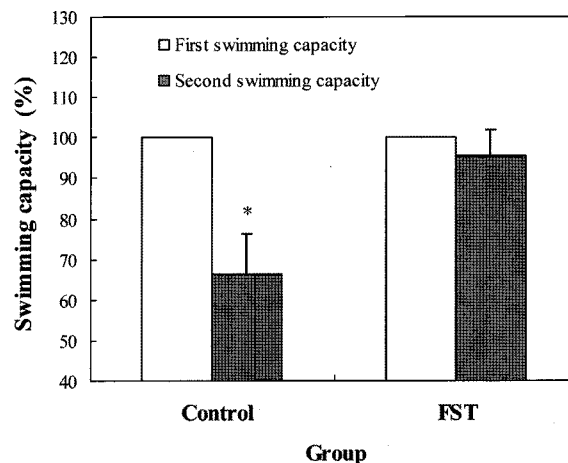 130
120
110
100
90
80
70
60
50
40
Swimming capacity (%)
First swimming capacity
Second swimming capacity
*
Control
FST
Group